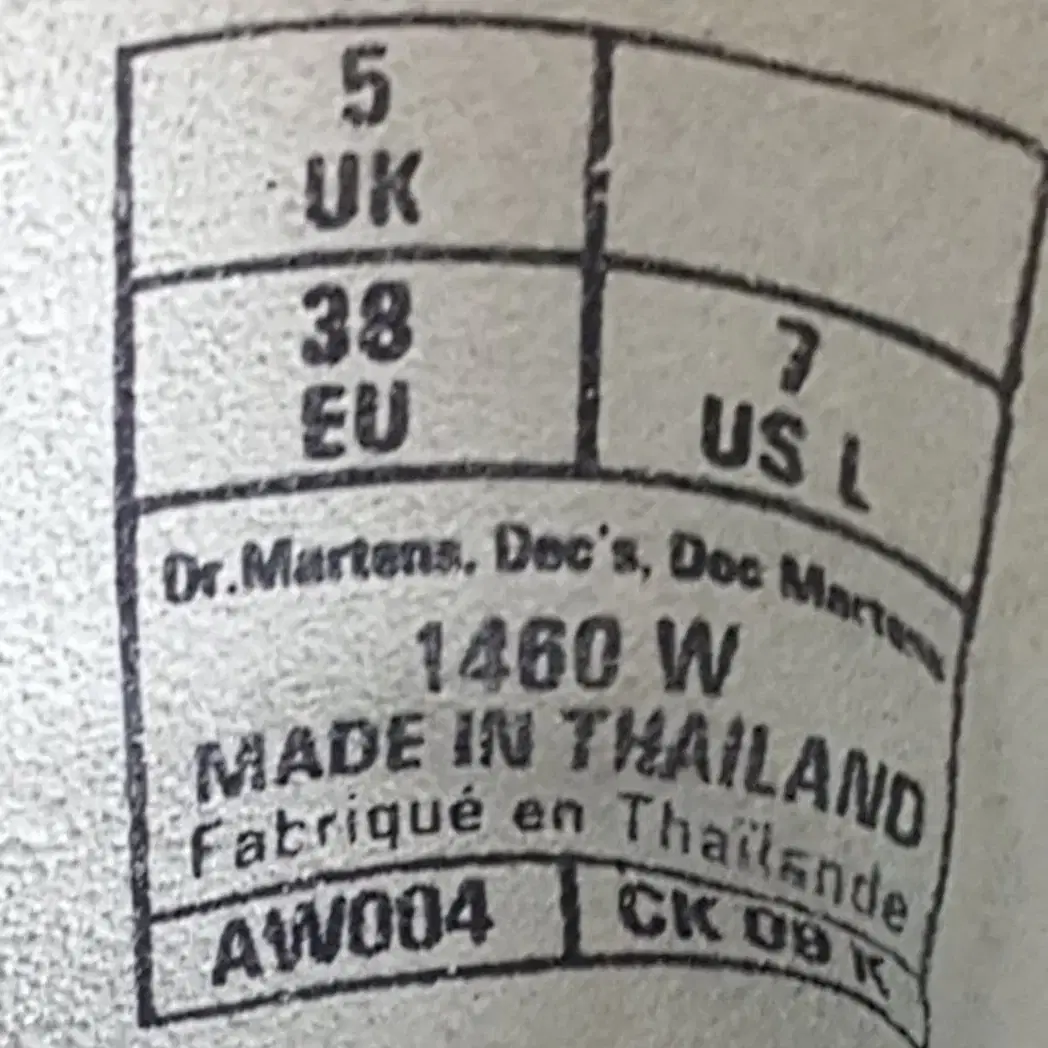 5
UK
38
EU
7
US L
Dr.Martens, Doc's, Doc Martens
1460 W
MADE IN THAILAND
Fabriqué en Thaïlande
AW004
CK 09 K